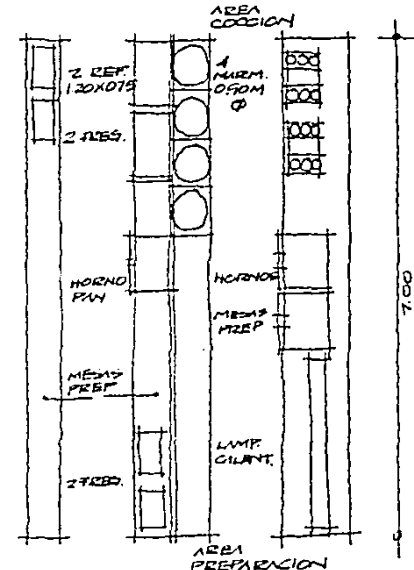 AREA
COCCION
2 REF.
1.20X075
2 FRES.
4
MARM.
0.90M
Ø
HORNO
PAN
HORNOS
MESAS
PREP
7.00
MESAS
PREP
2 FRES.
LAMP.
CILINT.
AREA
PREPARACION